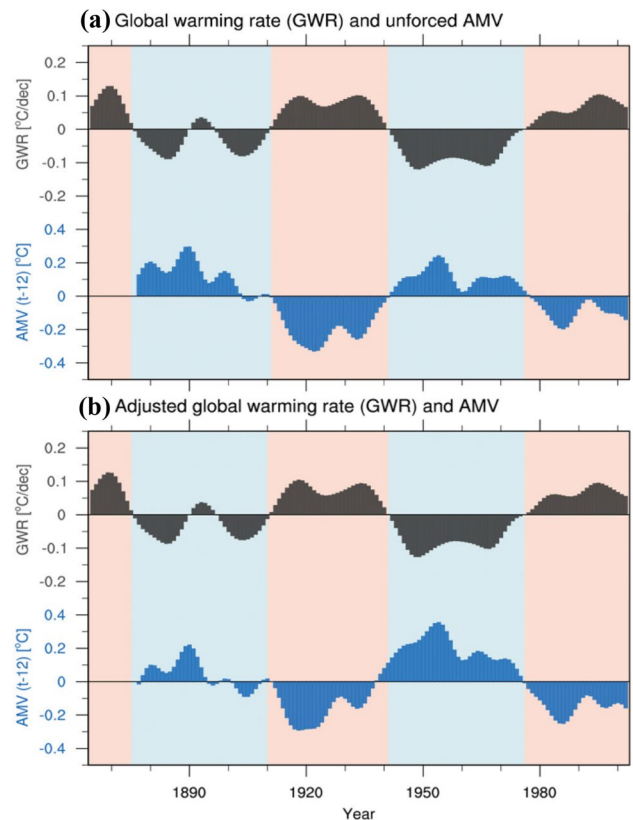 (a) Global warming rate (GWR) and unforced AMV
0.2
0.1
0
-0.1
-0.2
GWR [°C/dec]
0.4
0.2
0
-0.2
-0.4
AMV (t-12) [°C]
(b) Adjusted global warming rate (GWR) and AMV
0.2
0.1
0
-0.1
-0.2
GWR [°C/dec]
0.4
0.2
0
-0.2
-0.4
AMV (t-12) [°C]
1890 1920 1950 1980
Year